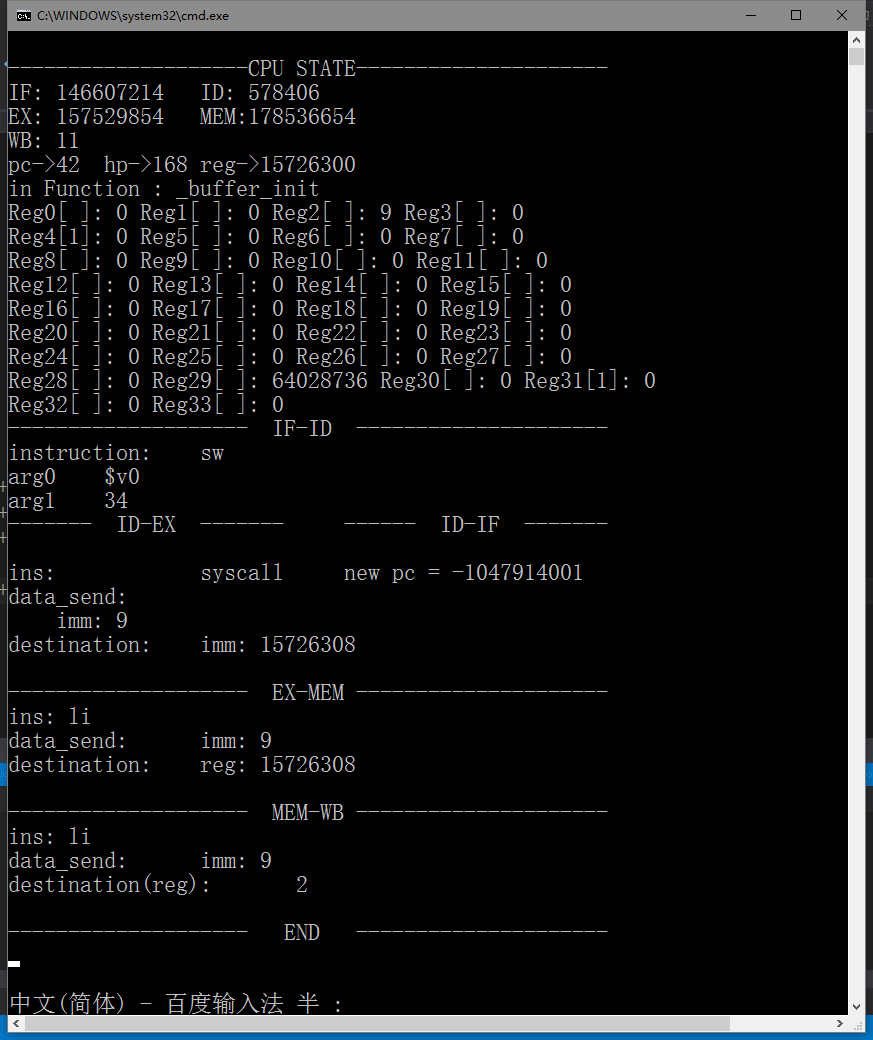 C:\WINDOWS\system32\cmd.exe
--------------------CPU STATE---------------------
IF: 146607214   ID: 578406
EX: 157529854   MEM:178536654
WB: 11
pc->42  hp->168 reg->15726300
in Function : _buffer_init
Reg0[ ]: 0 Reg1[ ]: 0 Reg2[ ]: 9 Reg3[ ]: 0
Reg4[1]: 0 Reg5[ ]: 0 Reg6[ ]: 0 Reg7[ ]: 0
Reg8[ ]: 0 Reg9[ ]: 0 Reg10[ ]: 0 Reg11[ ]: 0
Reg12[ ]: 0 Reg13[ ]: 0 Reg14[ ]: 0 Reg15[ ]: 0
Reg16[ ]: 0 Reg17[ ]: 0 Reg18[ ]: 0 Reg19[ ]: 0
Reg20[ ]: 0 Reg21[ ]: 0 Reg22[ ]: 0 Reg23[ ]: 0
Reg24[ ]: 0 Reg25[ ]: 0 Reg26[ ]: 0 Reg27[ ]: 0
Reg28[ ]: 0 Reg29[ ]: 64028736 Reg30[ ]: 0 Reg31[1]: 0
Reg32[ ]: 0 Reg33[ ]: 0
--------------------  IF-ID  ---------------------
instruction:    sw
arg0    $v0
arg1    34
-------  ID-EX  -------     ------  ID-IF  -------
ins:            syscall     new pc = -1047914001
data_send:
    imm: 9
destination:    imm: 15726308
--------------------  EX-MEM ---------------------
ins: li
data_send:      imm: 9
destination:    reg: 15726308
--------------------  MEM-WB ---------------------
ins: li
data_send:      imm: 9
destination(reg):       2
--------------------   END   ---------------------
中文(简体) - 百度输入法 半 :